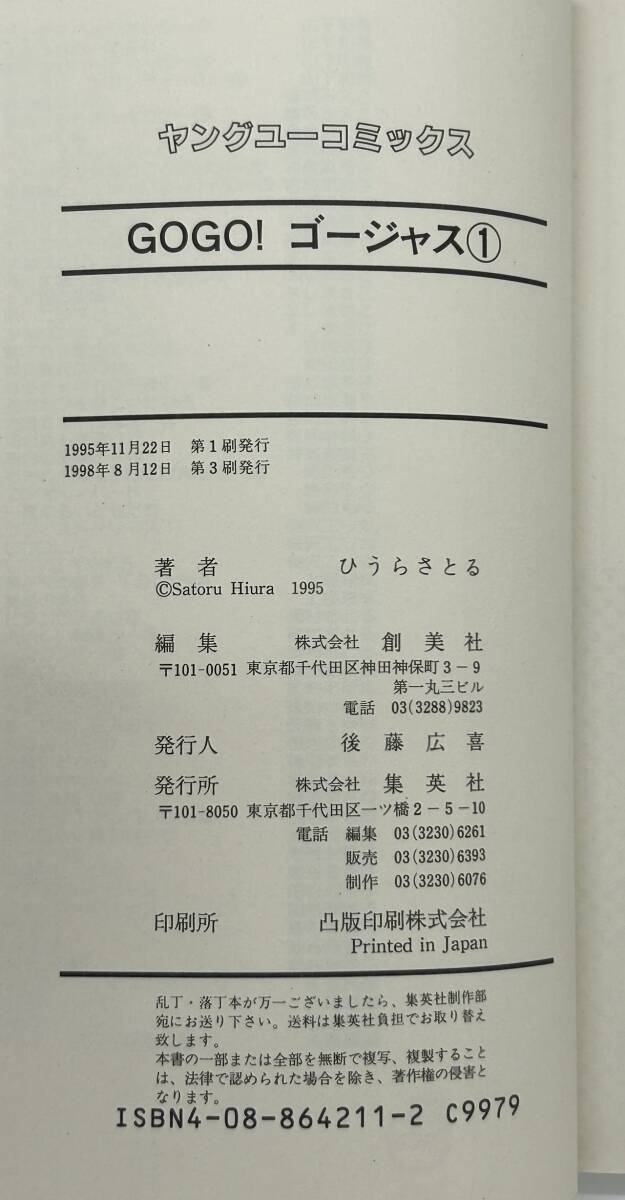 ヤングユーコミックス
GOGO! ゴージャス①
1995年11月22日 第1刷発行
1998年8月12日 第3刷発行
著者 ひうらさとる
©Satoru Hiura 1995
編集 株式会社 創美社
〒101-0051 東京都千代田区神田神保町3-9
第一丸三ビル
電話 03(3288)9823
発行人 後藤広喜
発行所 株式会社 集英社
〒101-8050 東京都千代田区一ツ橋2-5-10
電話 編集 03(3230)6261
販売 03(3230)6393
制作 03(3230)6076
印刷所 凸版印刷株式会社
Printed in Japan
乱丁・落丁本が万一ございましたら、集英社制作部
宛にお送り下さい。送料は集英社負担でお取り替え
致します。
本書の一部または全部を無断で複写、複製すること
は、法律で認められた場合を除き、著作権の侵害と
なります。
ISBN4-08-864211-2 C9979